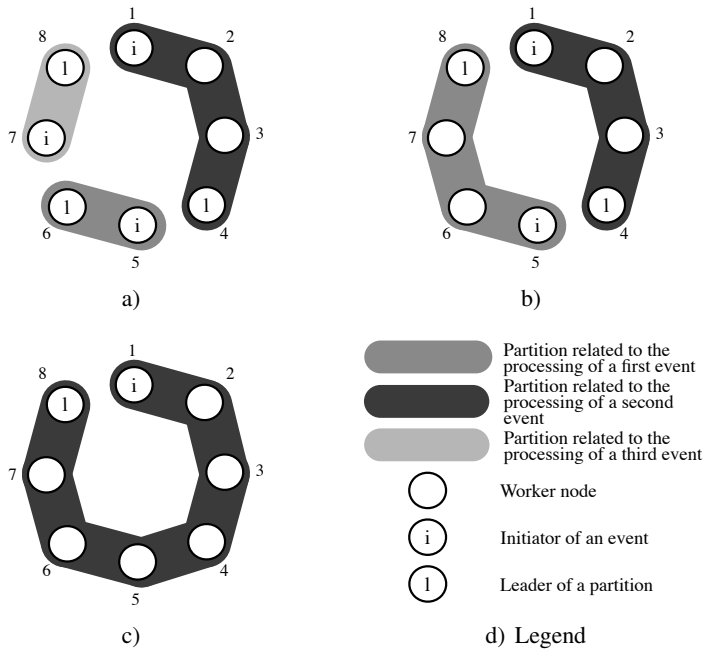 1
8
i
2
l
7
i
3
l
l
6
i
4
5
a)
1
8
i
2
l
7
3
l
6
i
4
5
b)
1
8
i
2
l
7
3
6
4
5
c)
Partition related to the
processing of a first event
Partition related to the
processing of a second
event
Partition related to the
processing of a third event
Worker node
i Initiator of an event
l Leader of a partition
d) Legend